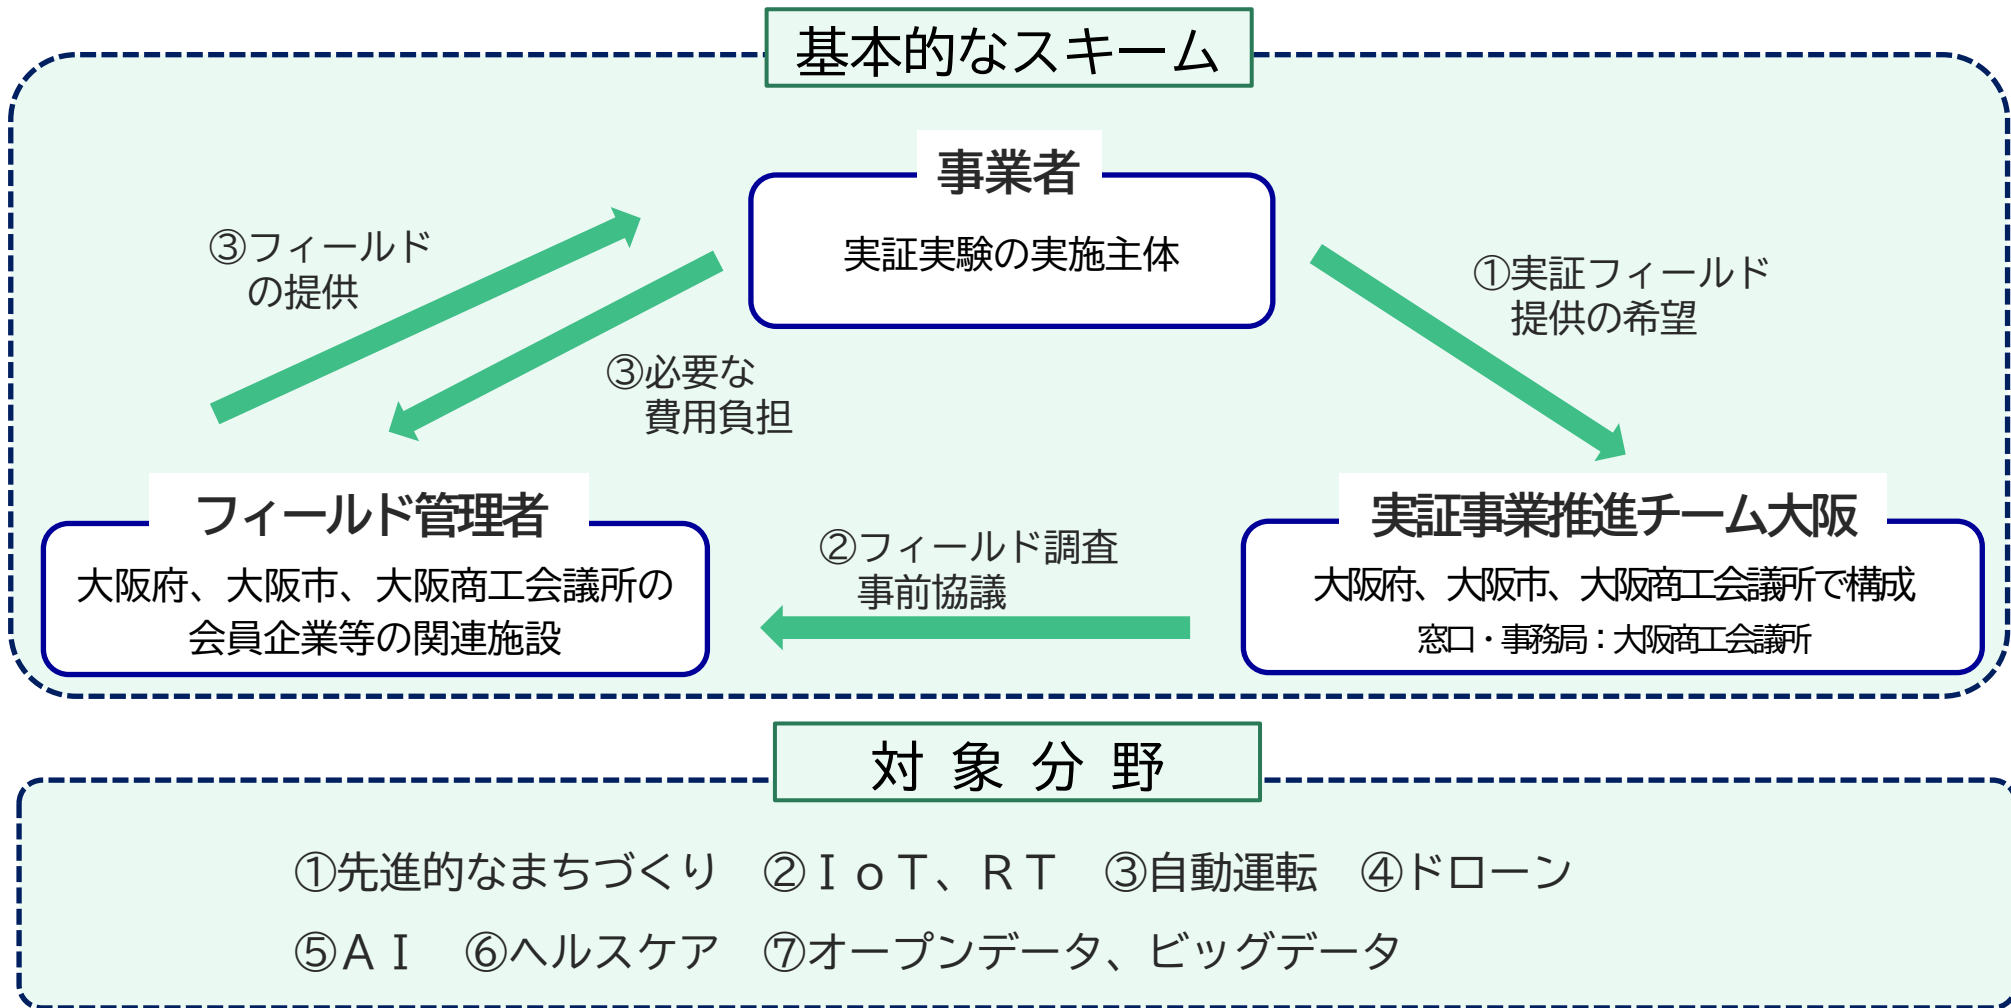 基本的なスキーム
事業者
実証実験の実施主体
③フィールド
の提供
①実証フィールド
提供の希望
③必要な
費用負担
フィールド管理者
大阪府、大阪市、大阪商工会議所の
会員企業等の関連施設
②フィールド調査
事前協議
実証事業推進チーム大阪
大阪府、大阪市、大阪商工会議所で構成
窓口・事務局：大阪商工会議所
対 象 分 野
①先進的なまちづくり　②ＩｏＴ、ＲＴ　③自動運転　④ドローン
⑤ＡＩ　⑥ヘルスケア　⑦オープンデータ、ビッグデータ